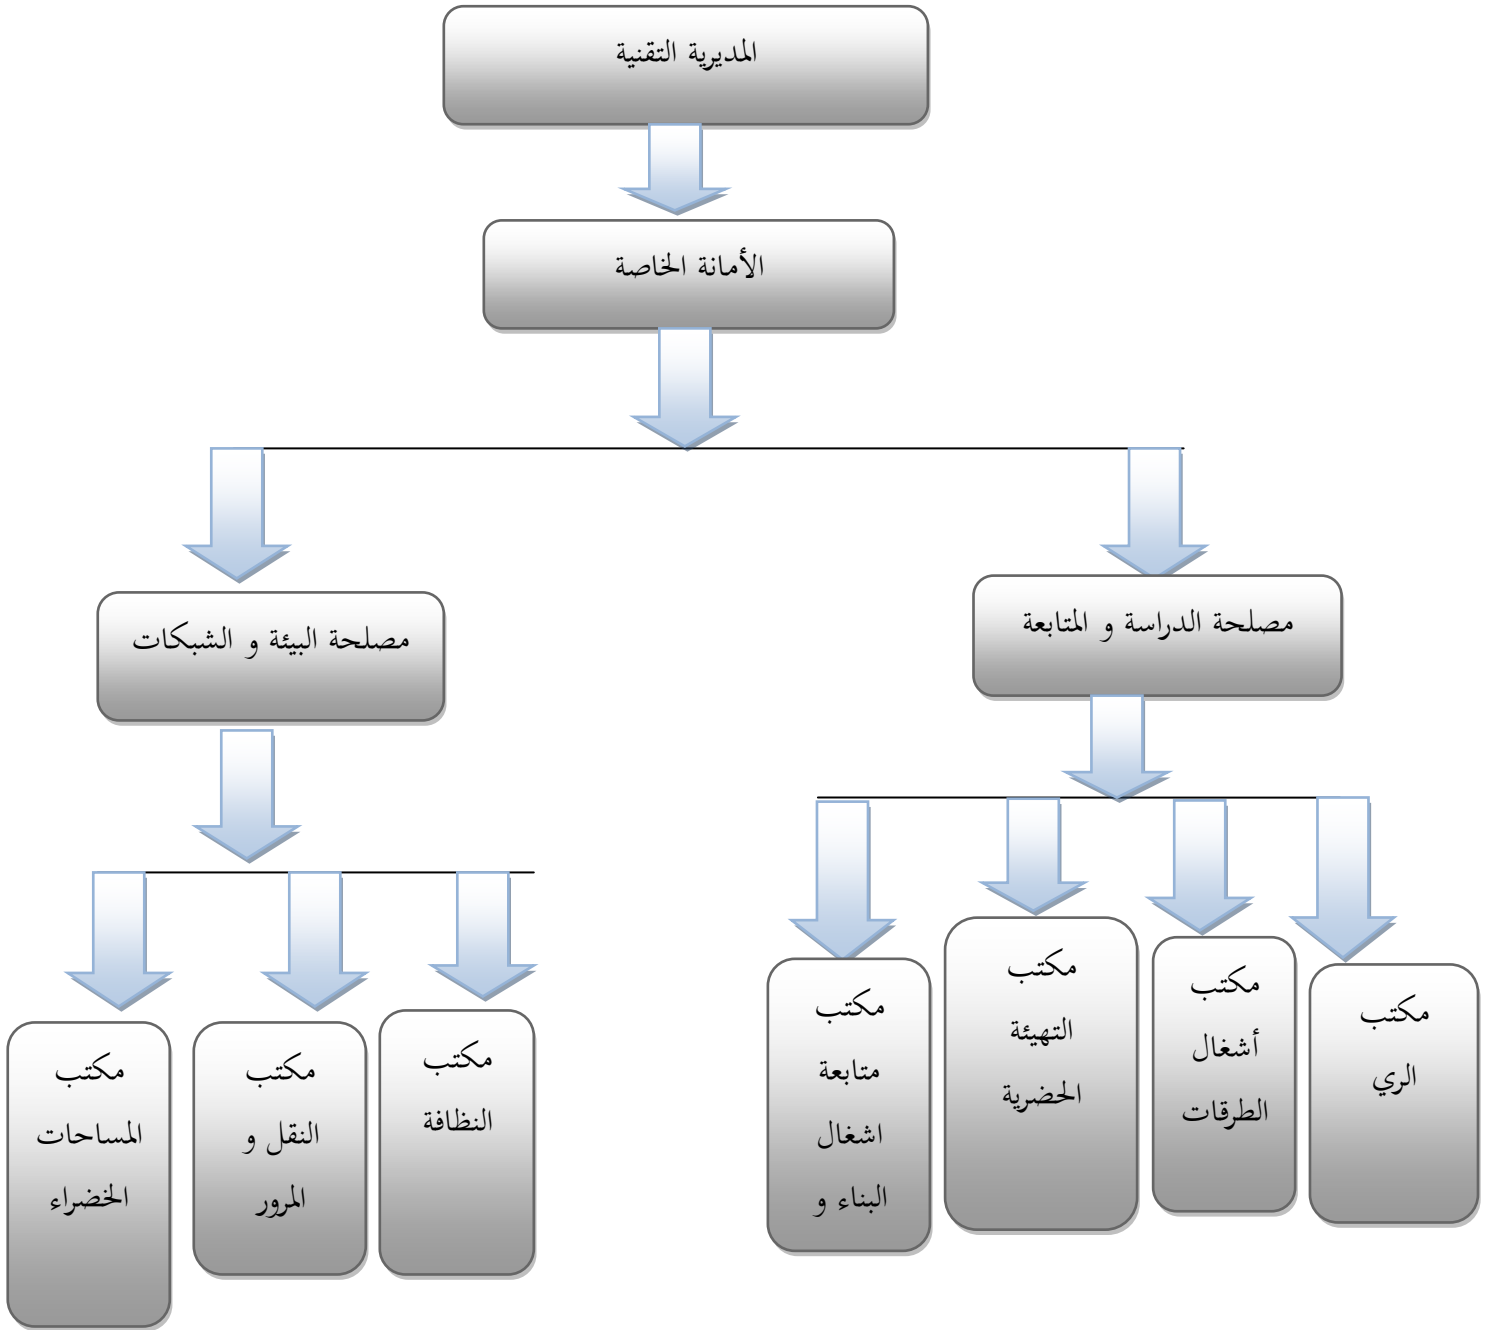 المديرية التقنية
الأمانة الخاصة
مصلحة الدراسة و المتابعة
مصلحة البيئة و الشبكات
مكتب
الري
مكتب
أشغال
الطرقات
مكتب
التهيئة
الحضرية
مكتب
متابعة
اشغال
البناء و
مكتب
النظافة
مكتب
النقل و
المرور
مكتب
المساحات
الخضراء